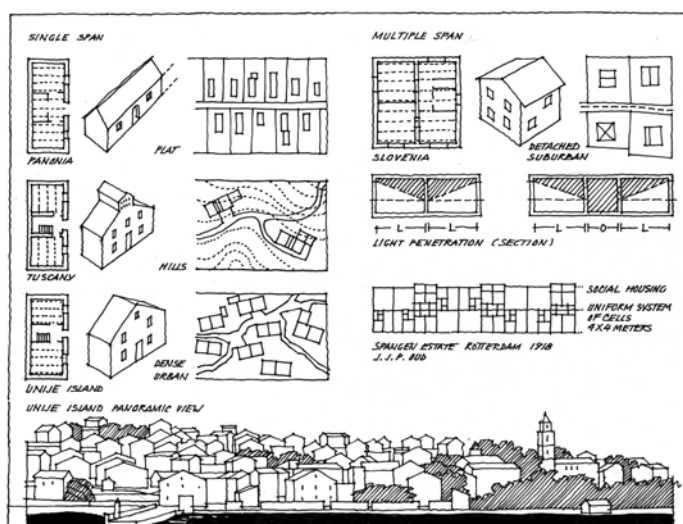 SINGLE SPAN
PANONIA
FLAT
TUSCANY
HILLS
UNIJE ISLAND
DENSE
URBAN
MULTIPLE SPAN
SLOVENIA
DETACHED
SUBURBAN
L
L
L
D
L
LIGHT PENETRATION (SECTION)
SOCIAL HOUSING
UNIFORM SYSTEM
OF CELLS
4X4 METERS
SPANGEN ESTATE ROTTERDAM 1918
J.J.P. OUD
UNIJE ISLAND PANORAMIC VIEW